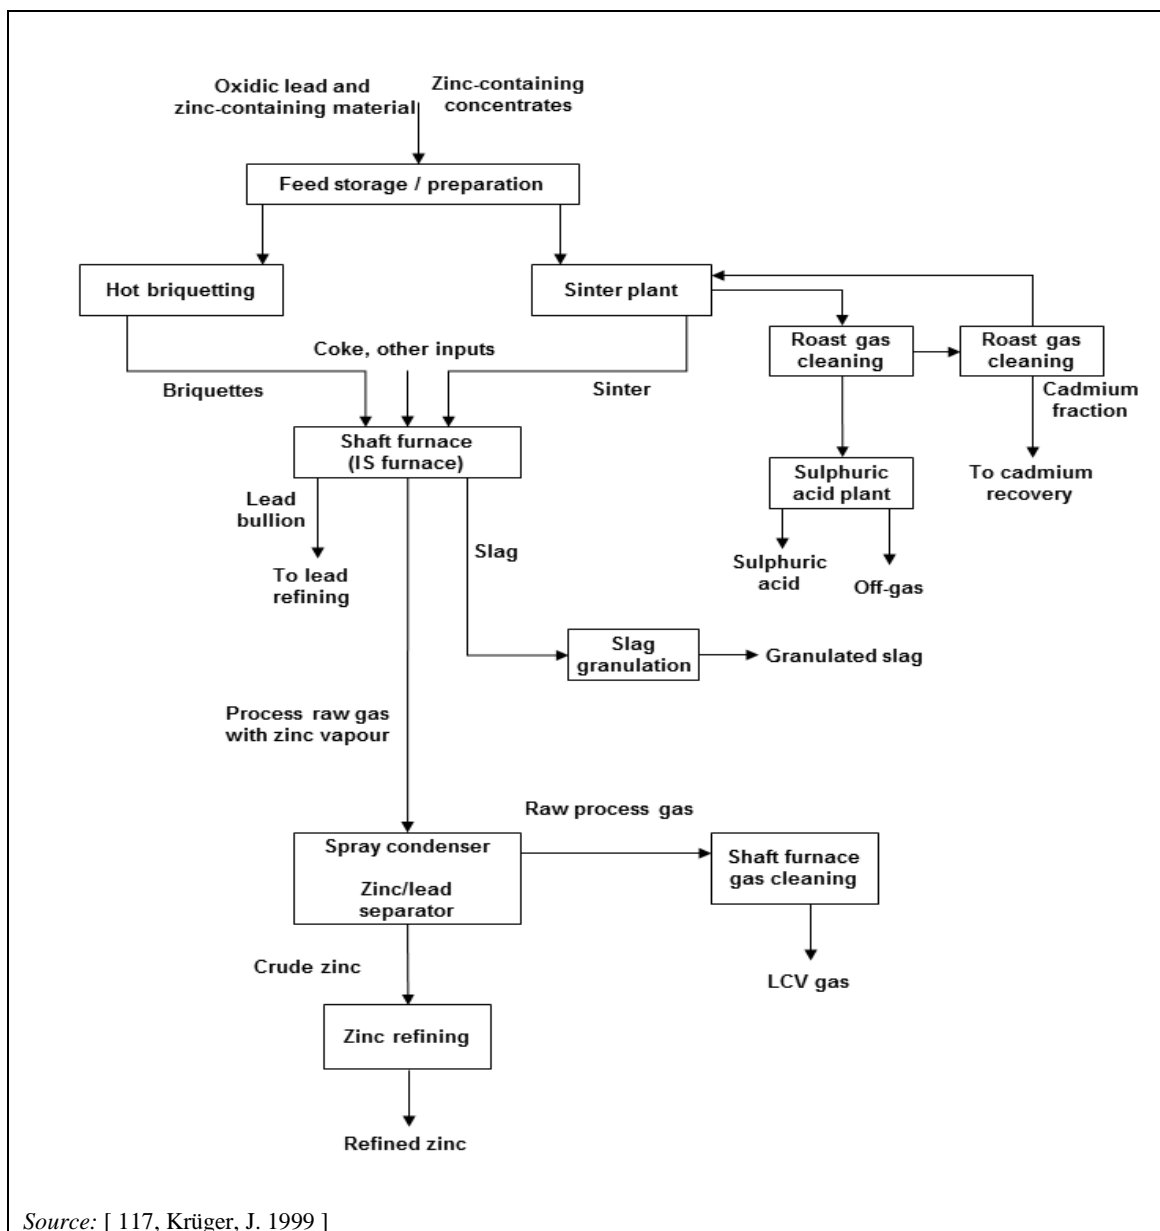 Oxidic lead and
zinc-containing material
Zinc-containing
concentrates
Feed storage / preparation
Hot briquetting
Sinter plant
Roast gas
cleaning
Roast gas
cleaning
Coke, other inputs
Briquettes
Sinter
Cadmium
fraction
Shaft furnace
(IS furnace)
Sulphuric
acid plant
To cadmium
recovery
Lead
bullion
Slag
To lead
refining
Sulphuric
acid
Off-gas
Slag
granulation
Granulated slag
Process raw gas
with zinc vapour
Raw process gas
Spray condenser
Zinc/lead
separator
Shaft furnace
gas cleaning
Crude zinc
LCV gas
Zinc refining
Refined zinc
Source: [ 117, Krüger, J. 1999 ]